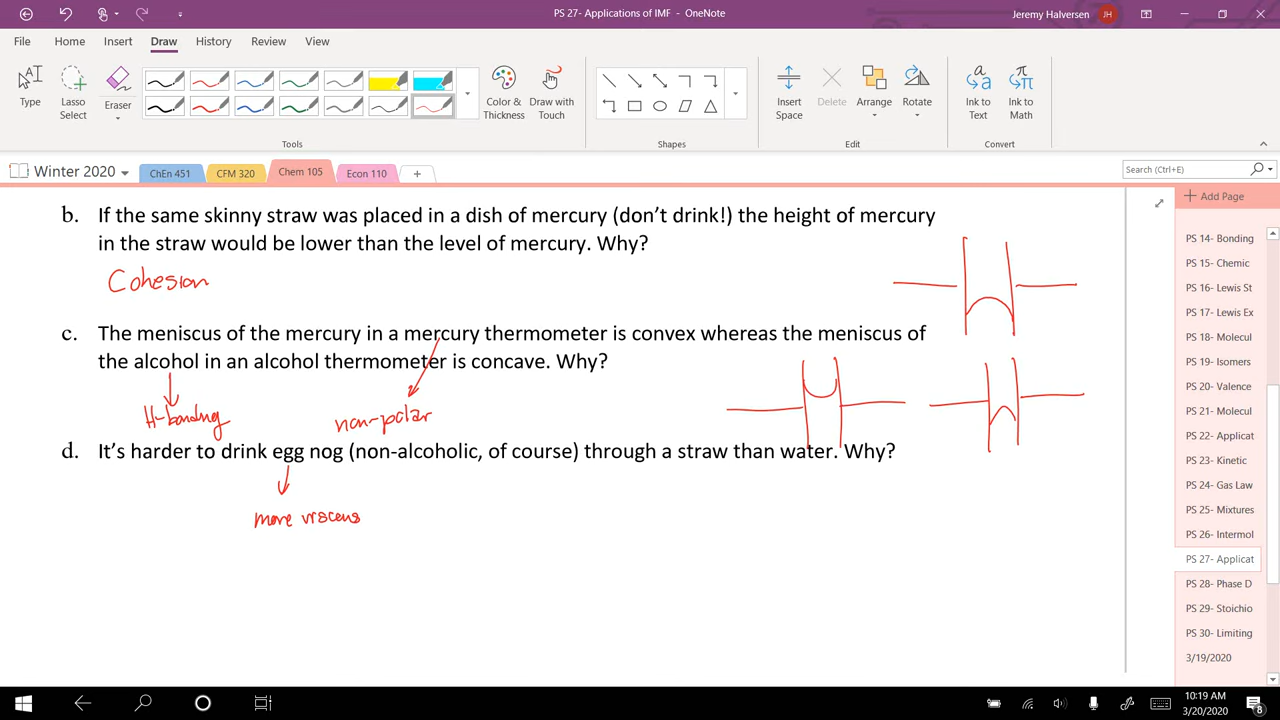 PS 27- Applications of IMF - OneNote
Jeremy Halversen JH
File Home Insert Draw History Review View
Type
Lasso Select
Eraser
Color & Thickness
Draw with Touch
Insert Space
Delete
Arrange
Rotate
Ink to Text
Ink to Math
Tools Shapes Edit Convert
Winter 2020 ChEn 451 CFM 320 Chem 105 Econ 110 +
Search (Ctrl+E)
Add Page
b. If the same skinny straw was placed in a dish of mercury (don't drink!) the height of mercury
in the straw would be lower than the level of mercury. Why?
Cohesion
c. The meniscus of the mercury in a mercury thermometer is convex whereas the meniscus of
the alcohol in an alcohol thermometer is concave. Why?
H-bonding non-polar
d. It's harder to drink egg nog (non-alcoholic, of course) through a straw than water. Why?
more viscous
PS 14- Bonding
PS 15- Chemic
PS 16- Lewis St
PS 17- Lewis Ex
PS 18- Molecul
PS 19- Isomers
PS 20- Valence
PS 21- Molecul
PS 22- Applicat
PS 23- Kinetic
PS 24- Gas Law
PS 25- Mixtures
PS 26- Intermol
PS 27- Applicat
PS 28- Phase D
PS 29- Stoichio
PS 30- Limiting
3/19/2020
10:19 AM
3/20/2020
8